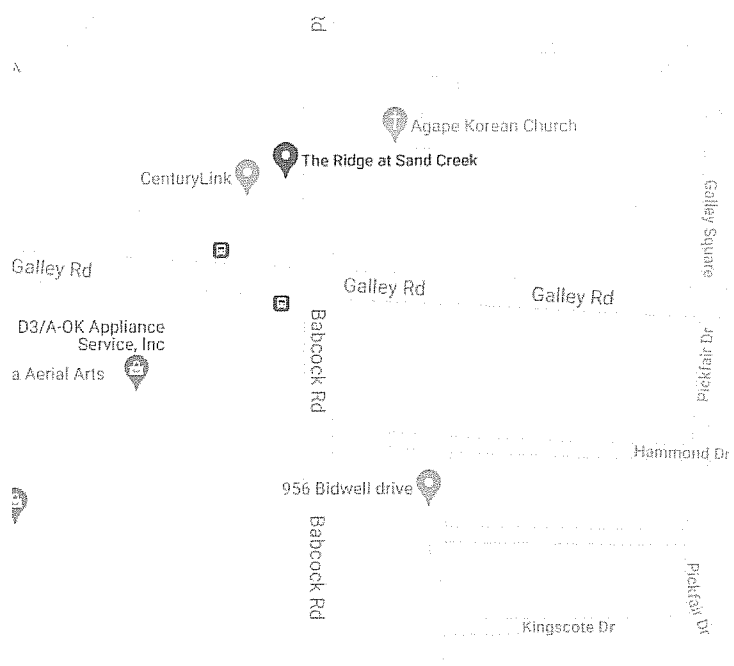 Rd
Agape Korean Church
The Ridge at Sand Creek
CenturyLink
Galley Square
Galley Rd
Galley Rd
Galley Rd
D3/A-OK Appliance
Service, Inc
Babcock Rd
Pickfair Dr
a Aerial Arts
Hammond Dr
956 Bidwell drive
Babcock Rd
Pickfair Dr
Kingscote Dr